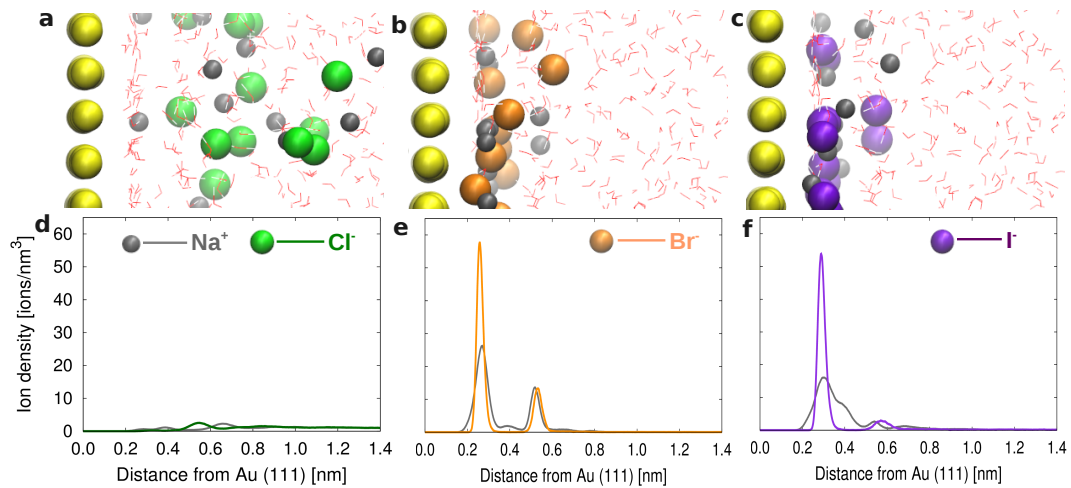 a
b
c
d
Na⁺
Cl⁻
e
Br⁻
f
I⁻
Ion density [ions/nm³]
60
50
40
30
20
10
0
0.0 0.2 0.4 0.6 0.8 1.0 1.2 1.4
0.0 0.2 0.4 0.6 0.8 1.0 1.2 1.4
0.0 0.2 0.4 0.6 0.8 1.0 1.2 1.4
Distance from Au (111) [nm]
Distance from Au (111) [nm]
Distance from Au (111) [nm]